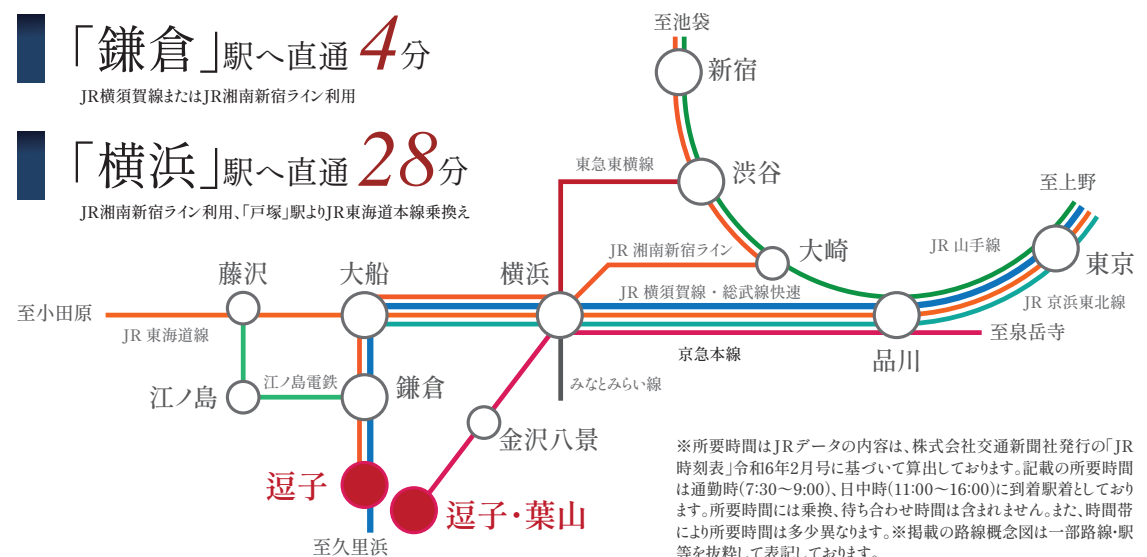 「鎌倉」駅へ直通4分
JR横須賀線またはJR湘南新宿ライン利用
「横浜」駅へ直通28分
JR湘南新宿ライン利用、「戸塚」駅よりJR東海道本線乗換え
至池袋
新宿
東急東横線
渋谷
至上野
JR 湘南新宿ライン
大崎
JR 山手線
東京
藤沢
大船
横浜
JR 横須賀線・総武線快速
JR 京浜東北線
至小田原
JR 東海道線
至泉岳寺
京急本線
品川
江ノ島
江ノ島電鉄
鎌倉
みなとみらい線
金沢八景
逗子
逗子・葉山
至久里浜
※所要時間はJRデータの内容は、株式会社交通新聞社発行の「JR
時刻表」令和6年2月号に基づいて算出しております。記載の所要時間
は通勤時(7:30〜9:00)、日中時(11:00〜16:00)に到着駅着としており
ます。所要時間には乗換、待ち合わせ時間は含まれません。また、時間帯
により所要時間は多少異なります。※掲載の路線概念図は一部路線・駅
等を抜粋して表記しております。